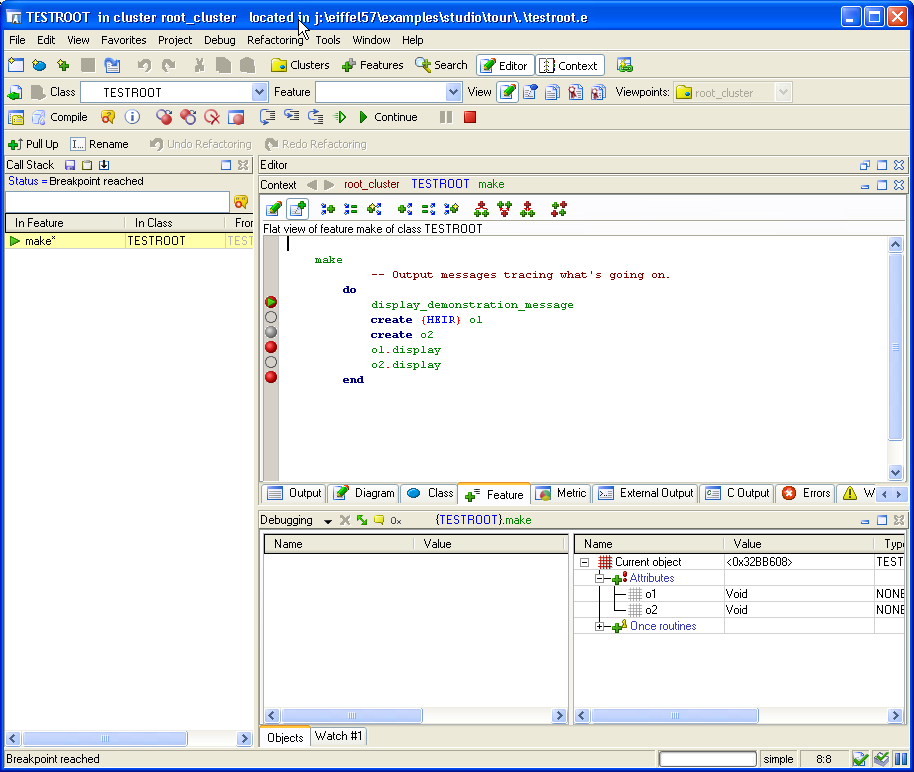 TESTROOT in cluster root_cluster located in j:\eiffel57\examples\studio\tour\.\testroot.e
File Edit View Favorites Project Debug Refactoring Tools Window Help
Clusters Features Search Editor Context
Class TESTROOT Feature View Viewpoints: root_cluster
Compile Continue
Pull Up I... Rename Undo Refactoring Redo Refactoring
Call Stack
Editor
Status = Breakpoint reached
Context root_cluster TESTROOT make
In Feature In Class From
make* TESTROOT TEST
Flat view of feature make of class TESTROOT
make
-- Output messages tracing what's going on.
do
display_demonstration_message
create {HEIR} o1
create o2
o1.display
o2.display
end
Output Diagram Class Feature Metric External Output C Output Errors W
Debugging 0x {TESTROOT}.make
Name Value
Name Value Type
Current object <0x32BB608> TEST
Attributes
o1 Void NONE
o2 Void NONE
Once routines
Objects Watch #1
Breakpoint reached simple 8:8